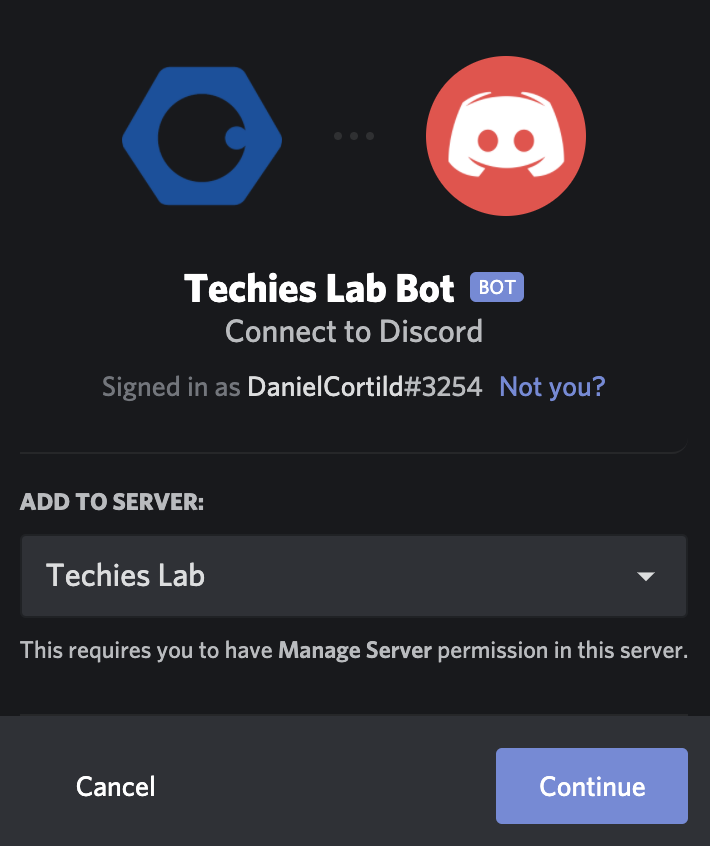 Techies Lab Bot BOT
Connect to Discord
Signed in as DanielCortild#3254 Not you?
ADD TO SERVER:
Techies Lab
This requires you to have Manage Server permission in this server.
Cancel Continue